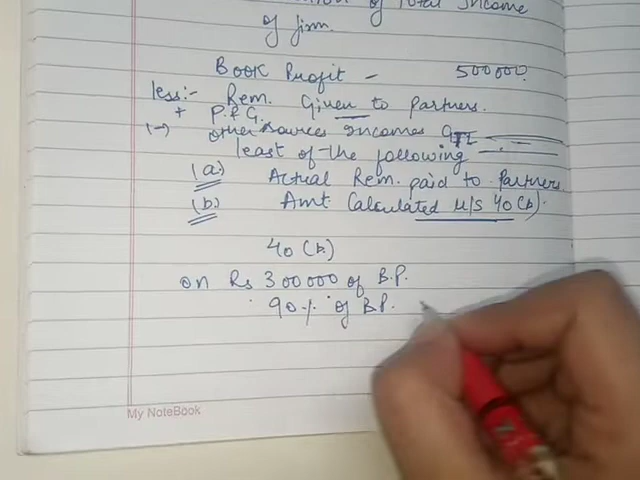 of Total Income
of firm.
Book Profit - 500000
less:- Rem. Given to partners.
+ P.& G.
(-) other sources incomes GTI
least of the following
(a) Actual Rem. paid to Partners
(b) Amt. Calculated u/s 40(b).
40 (b.)
on Rs 300000 of B.P.
90% of B.P.
My NoteBook